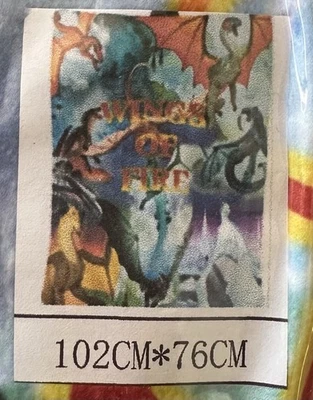 WINGS
OF
FIRE
102CM*76CM